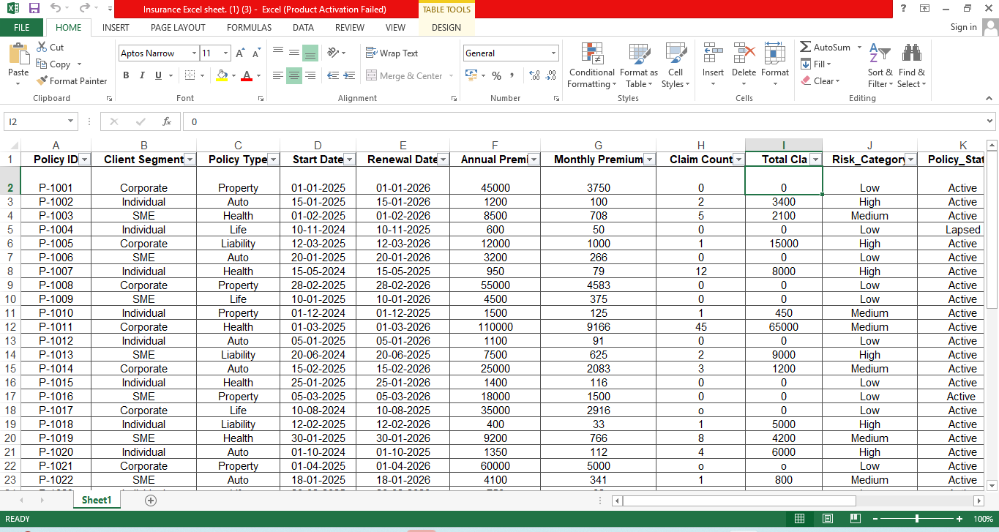 Insurance Excel sheet. (1) (3) - Excel (Product Activation Failed)
TABLE TOOLS
FILE HOME INSERT PAGE LAYOUT FORMULAS DATA REVIEW VIEW DESIGN Sign in
Paste Cut Copy Format Painter Clipboard
Aptos Narrow 11 B I U A Font
Wrap Text Merge & Center Alignment
General % , Number
Conditional Formatting Format as Table Cell Styles Styles
Insert Delete Format Cells
AutoSum Fill Clear Sort & Filter Find & Select Editing
I2 fx 0
A B C D E F G H I J K
1 Policy ID Client Segment Policy Type Start Date Renewal Date Annual Premi Monthly Premium Claim Count Total Cla Risk_Category Policy_Stat
2 P-1001 Corporate Property 01-01-2025 01-01-2026 45000 3750 0 0 Low Active
3 P-1002 Individual Auto 15-01-2025 15-01-2026 1200 100 2 3400 High Active
4 P-1003 SME Health 01-02-2025 01-02-2026 8500 708 5 2100 Medium Active
5 P-1004 Individual Life 10-11-2024 10-11-2025 600 50 0 0 Low Lapsed
6 P-1005 Corporate Liability 12-03-2025 12-03-2026 12000 1000 1 15000 High Active
7 P-1006 SME Auto 20-01-2025 20-01-2026 3200 266 0 0 Low Active
8 P-1007 Individual Health 15-05-2024 15-05-2025 950 79 12 8000 High Active
9 P-1008 Corporate Property 28-02-2025 28-02-2026 55000 4583 0 0 Low Active
10 P-1009 SME Life 10-01-2025 10-01-2026 4500 375 0 0 Low Active
11 P-1010 Individual Property 01-12-2024 01-12-2025 1500 125 1 450 Medium Active
12 P-1011 Corporate Health 01-03-2025 01-03-2026 110000 9166 45 65000 Medium Active
13 P-1012 Individual Auto 05-01-2025 05-01-2026 1100 91 0 0 Low Active
14 P-1013 SME Liability 20-06-2024 20-06-2025 7500 625 2 9000 High Active
15 P-1014 Corporate Auto 15-02-2025 15-02-2026 25000 2083 3 1200 Medium Active
16 P-1015 Individual Health 25-01-2025 25-01-2026 1400 116 0 0 Low Active
17 P-1016 SME Property 05-03-2025 05-03-2026 18000 1500 0 0 Low Active
18 P-1017 Corporate Life 10-08-2024 10-08-2025 35000 2916 o 0 Low Active
19 P-1018 Individual Liability 12-02-2025 12-02-2026 400 33 1 5000 High Active
20 P-1019 SME Health 30-01-2025 30-01-2026 9200 766 8 4200 Medium Active
21 P-1020 Individual Auto 01-10-2024 01-10-2025 1350 112 4 6000 High Active
22 P-1021 Corporate Property 01-04-2025 01-04-2026 60000 5000 o o Low Active
23 P-1022 SME Auto 18-01-2025 18-01-2026 4100 341 1 800 Medium Active
Sheet1
READY 100%